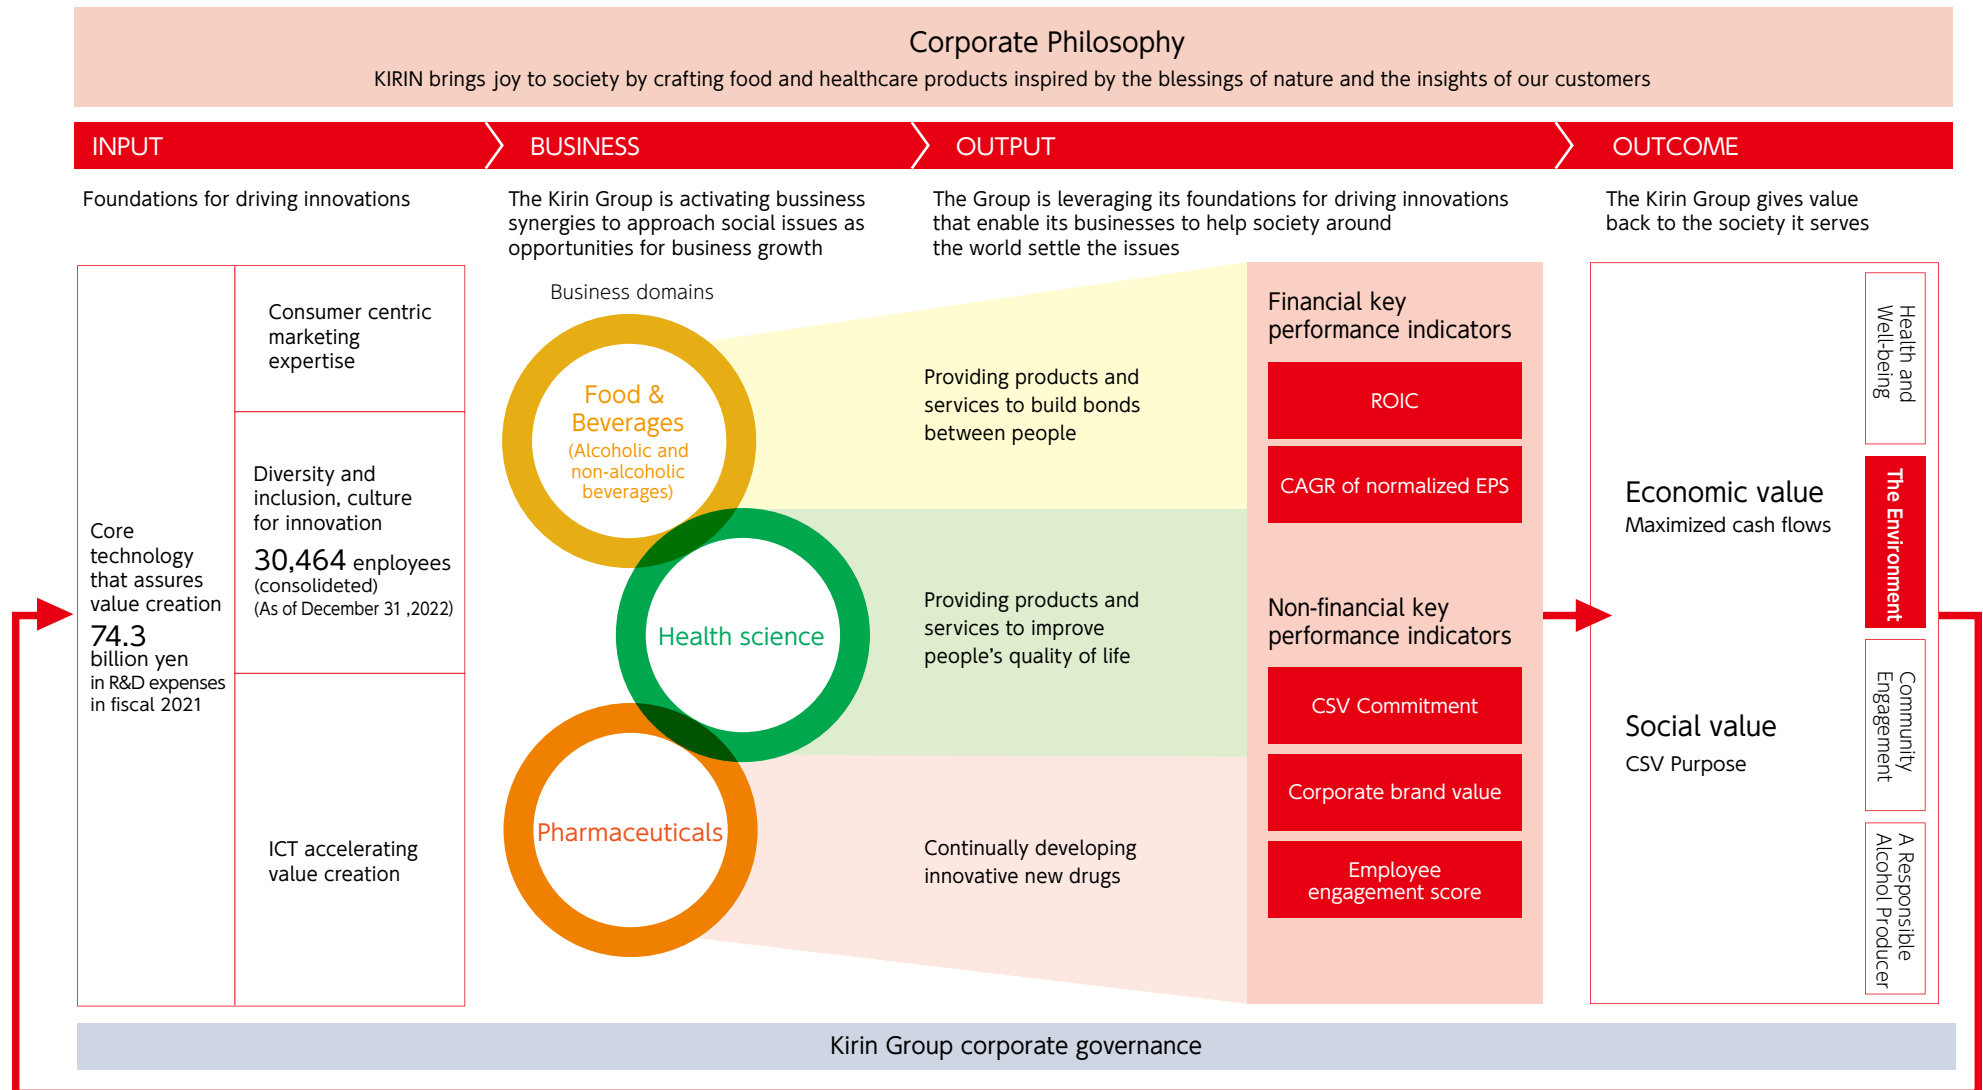 Corporate Philosophy
KIRIN brings joy to society by crafting food and healthcare products inspired by the blessings of nature and the insights of our customers
INPUT
BUSINESS
OUTPUT
OUTCOME
Foundations for driving innovations
The Kirin Group is activating bussiness
synergies to approach social issues as
opportunities for business growth
The Group is leveraging its foundations for driving innovations
that enable its businesses to help society around
the world settle the issues
The Kirin Group gives value
back to the society it serves
Core
technology
that assures
value creation
74.3
billion yen
in R&D expenses
in fiscal 2021
Consumer centric
marketing
expertise
Diversity and
inclusion, culture
for innovation
30,464 employees
(consolideted)
(As of December 31 ,2022)
ICT accelerating
value creation
Business domains
Food &
Beverages
(Alcoholic and
non-alcoholic
beverages)
Health science
Pharmaceuticals
Providing products and
services to build bonds
between people
Providing products and
services to improve
people's quality of life
Continually developing
innovative new drugs
Financial key
performance indicators
ROIC
CAGR of normalized EPS
Non-financial key
performance indicators
CSV Commitment
Corporate brand value
Employee
engagement score
Economic value
Maximized cash flows
Social value
CSV Purpose
Health and
Well-being
The Environment
Community
Engagement
A Responsible
Alcohol Producer
Kirin Group corporate governance